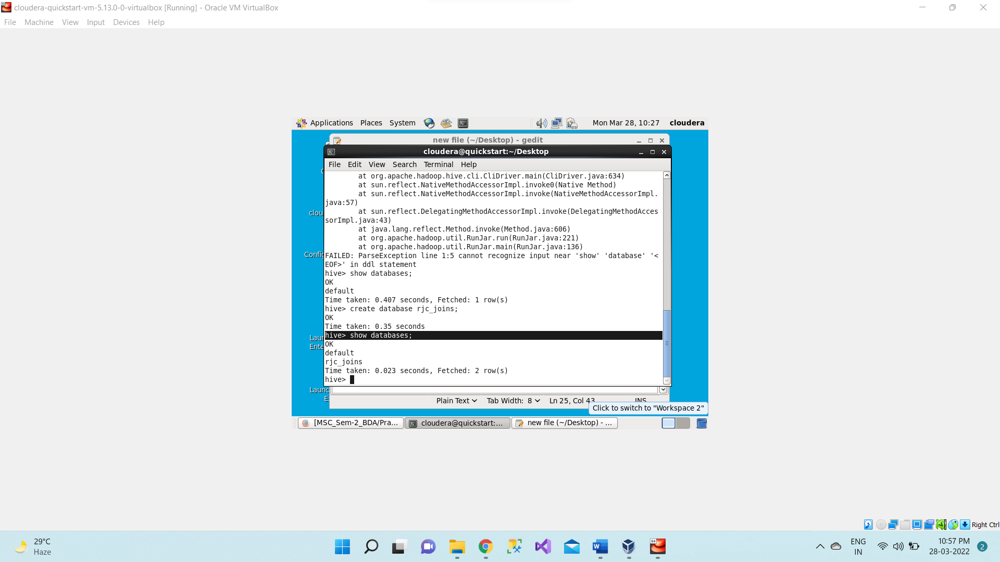 cloudera-quickstart-vm-5.13.0-0-virtualbox [Running] - Oracle VM VirtualBox
File Machine View Input Devices Help
Applications Places System Mon Mar 28, 10:27 cloudera
new file (~/Desktop) - gedit
cloudera@quickstart:~/Desktop
File Edit View Search Terminal Help
at org.apache.hadoop.hive.cli.CliDriver.main(CliDriver.java:634)
at sun.reflect.NativeMethodAccessorImpl.invoke0(Native Method)
at sun.reflect.NativeMethodAccessorImpl.invoke(NativeMethodAccessorImpl.
java:57)
at sun.reflect.DelegatingMethodAccessorImpl.invoke(DelegatingMethodAcces
sorImpl.java:43)
at java.lang.reflect.Method.invoke(Method.java:606)
at org.apache.hadoop.util.RunJar.run(RunJar.java:221)
at org.apache.hadoop.util.RunJar.main(RunJar.java:136)
FAILED: ParseException line 1:5 cannot recognize input near 'show' 'database' '<
EOF>' in ddl statement
hive> show databases;
OK
default
Time taken: 0.407 seconds, Fetched: 1 row(s)
hive> create database rjc_joins;
OK
Time taken: 0.35 seconds
hive> show databases;
OK
default
rjc_joins
Time taken: 0.023 seconds, Fetched: 2 row(s)
hive>
clou
Config
Laun
Ente
Launc
E
Plain Text Tab Width: 8 Ln 25, Col 43 INS
Click to switch to "Workspace 2"
[MSC_Sem-2_BDA/Pra... cloudera@quickstart:... new file (~/Desktop) - ...
Right Ctrl
29°C
Haze
64
ENG
IN
10:57 PM
28-03-2022
2